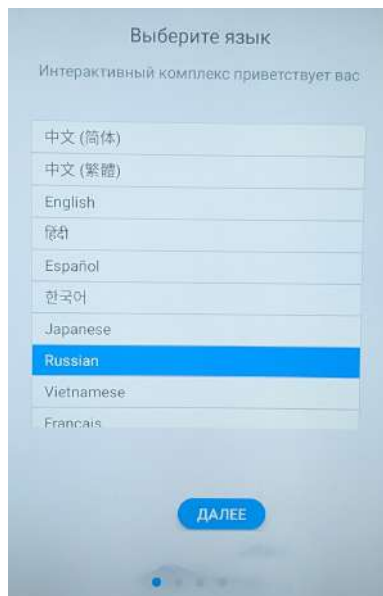 Выберите язык
Интерактивный комплекс приветствует вас
中文 (简体)
中文 (繁體)
English
हिंदी
Español
한국어
Japanese
Russian
Vietnamese
Français
ДАЛЕЕ